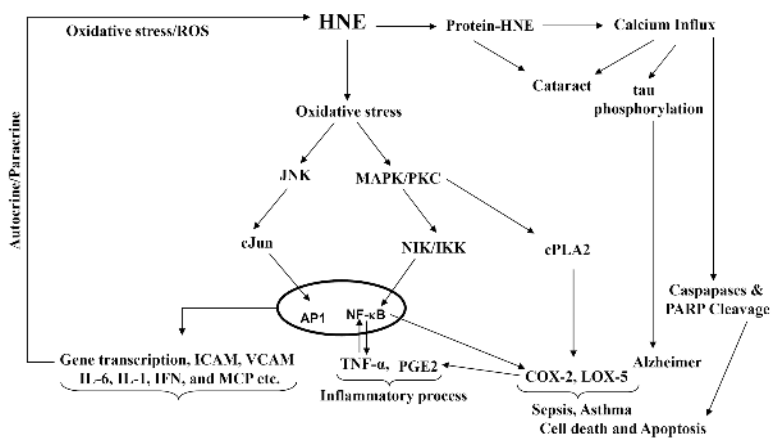 HNE
Protein-HNE
Calcium Influx
Oxidative stress/ROS
Cataract
tau
phosphorylation
Oxidative stress
Autocrine/Paracrine
JNK
MAPK/PKC
cJun
NIK/IKK
cPLA2
Caspapases &
PARP Cleavage
AP1
NF-κB
Gene transcription, ICAM, VCAM
IL-6, IL-1, IFN, and MCP etc.
TNF-α, PGE2
Inflammatory process
COX-2, LOX-5
Alzheimer
Sepsis, Asthma
Cell death and Apoptosis